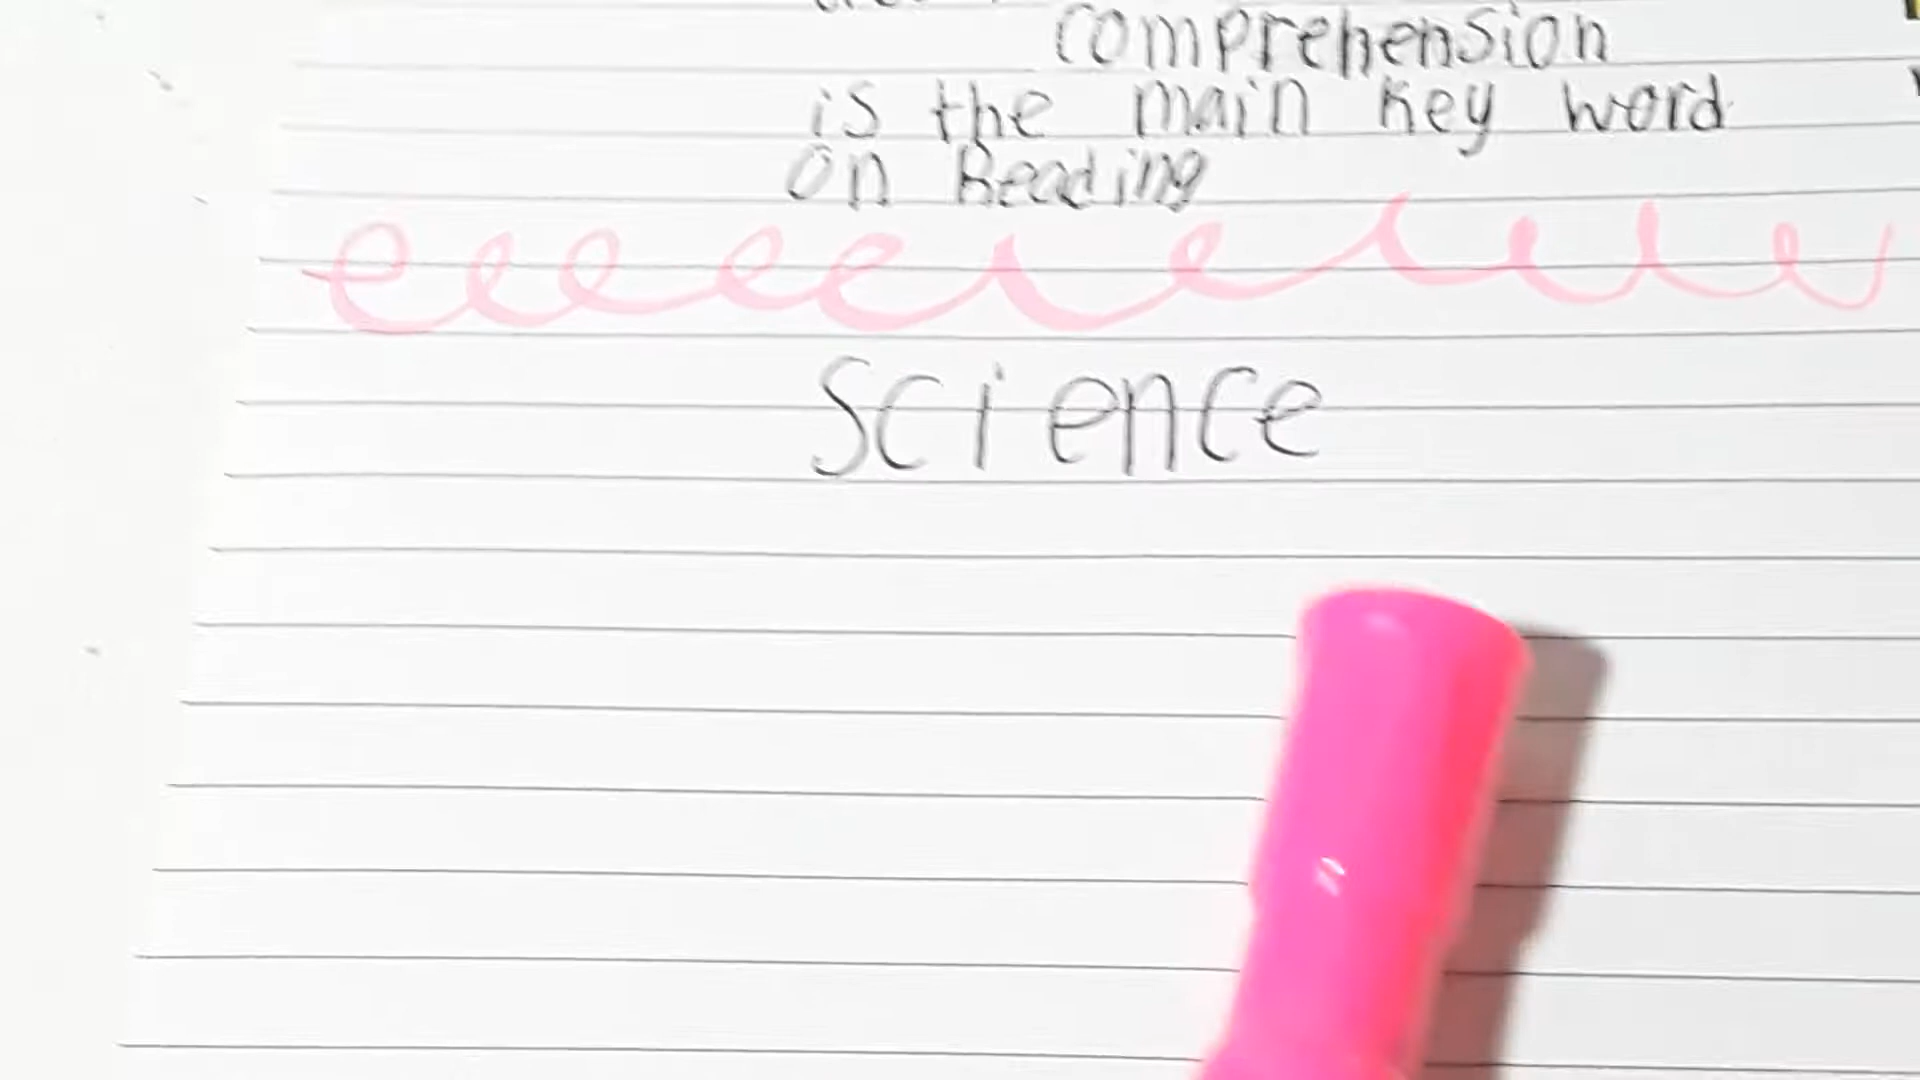 comprehension
is the main key word
on Reading
Science